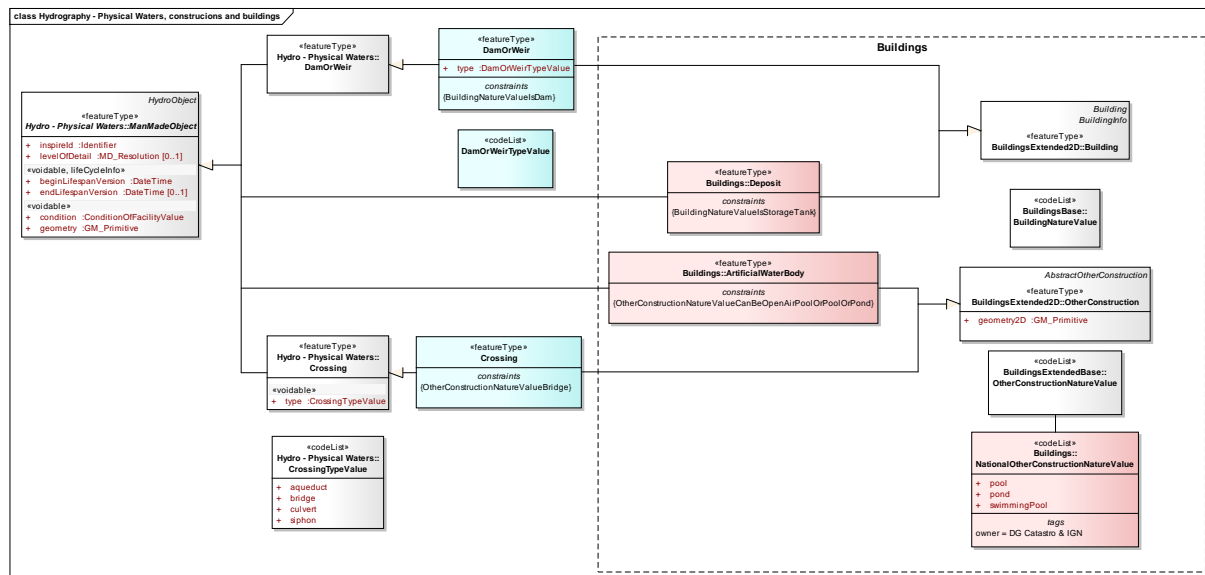 class Hydrography - Physical Waters, construcions and buildings
HydroObject
«featureType»
Hydro - Physical Waters::ManMadeObject
+ inspireId :Identifier
+ levelOfDetail :MD_Resolution [0..1]
«voidable, lifeCycleInfo»
+ beginLifespanVersion :DateTime
+ endLifespanVersion :DateTime [0..1]
«voidable»
+ condition :ConditionOfFacilityValue
+ geometry :GM_Primitive
«featureType»
Hydro - Physical Waters::
DamOrWeir
«featureType»
DamOrWeir
+ type :DamOrWeirTypeValue
constraints
{BuildingNatureValueIsDam}
«codeList»
DamOrWeirTypeValue
Buildings
Building
BuildingInfo
«featureType»
BuildingsExtended2D::Building
«featureType»
Buildings::Deposit
constraints
{BuildingNatureValueIsStorageTank}
«codeList»
BuildingsBase::
BuildingNatureValue
«featureType»
Buildings::ArtificialWaterBody
constraints
{OtherConstructionNatureValueCanBeOpenAirPoolOrPoolOrPond}
AbstractOtherConstruction
«featureType»
BuildingsExtended2D::OtherConstruction
+ geometry2D :GM_Primitive
«featureType»
Hydro - Physical Waters::
Crossing
«voidable»
+ type :CrossingTypeValue
«featureType»
Crossing
constraints
{OtherConstructionNatureValueBridge}
«codeList»
BuildingsExtendedBase::
OtherConstructionNatureValue
«codeList»
Hydro - Physical Waters::
CrossingTypeValue
+ aqueduct
+ bridge
+ culvert
+ siphon
«codeList»
Buildings::
NationalOtherConstructionNatureValue
+ pool
+ pond
+ swimmingPool
tags
owner = DG Catastro & IGN